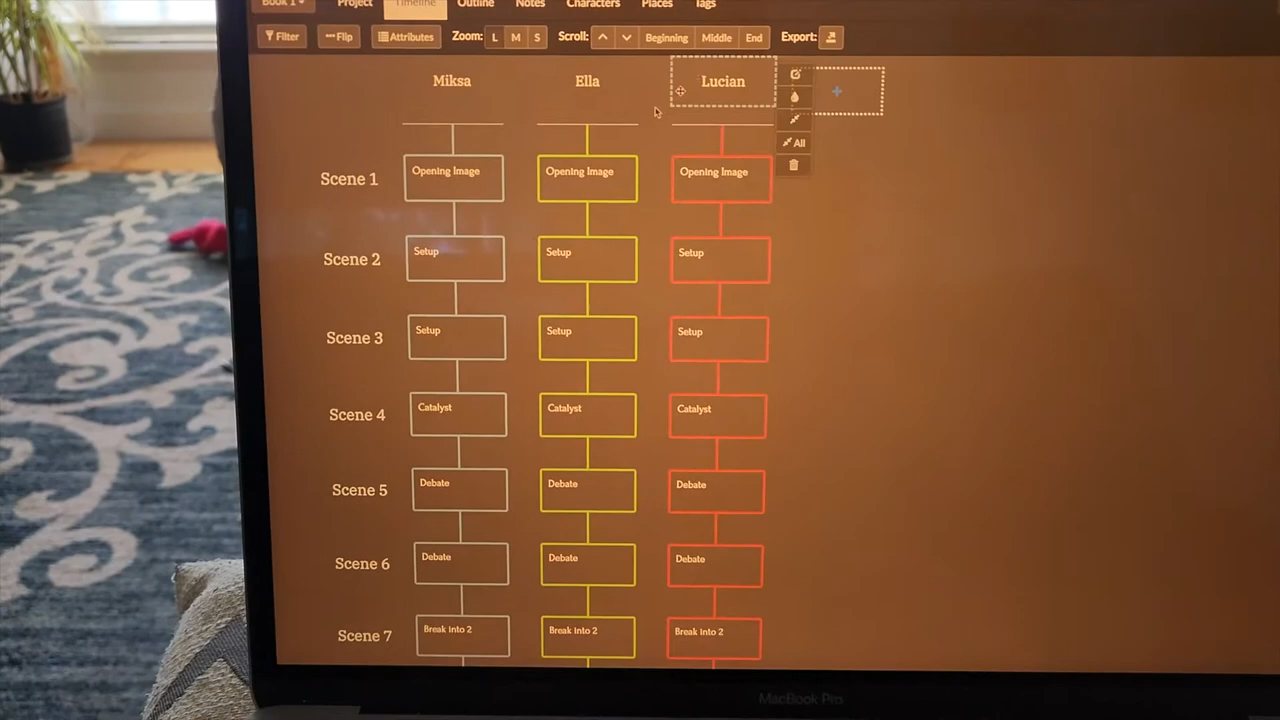 Book 1 Project Timeline Outline Notes Characters Places Tags
Filter Flip Attributes Zoom: L M S Scroll: Beginning Middle End Export:
Miksa Ella Lucian
All
Scene 1 Opening Image Opening Image Opening Image
Scene 2 Setup Setup Setup
Scene 3 Setup Setup Setup
Scene 4 Catalyst Catalyst Catalyst
Scene 5 Debate Debate Debate
Scene 6 Debate Debate Debate
Scene 7 Break into 2 Break into 2 Break into 2
MacBook Pro